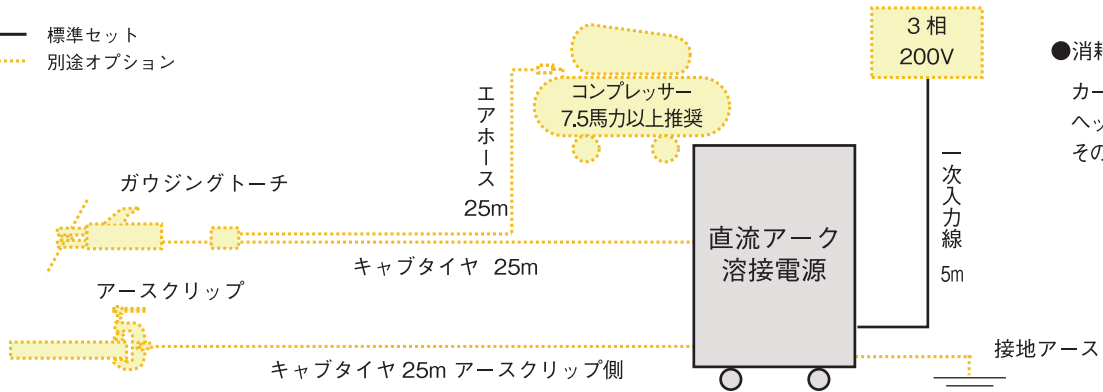 標準セット
別途オプション
3相
200V
●消耗
カー
ヘッ
その
コンプレッサー
7.5馬力以上推奨
エアホース
25m
一次入力線
5m
ガウジングトーチ
直流アーク
溶接電源
キャブタイヤ 25m
アースクリップ
接地アース
キャブタイヤ 25m アースクリップ側